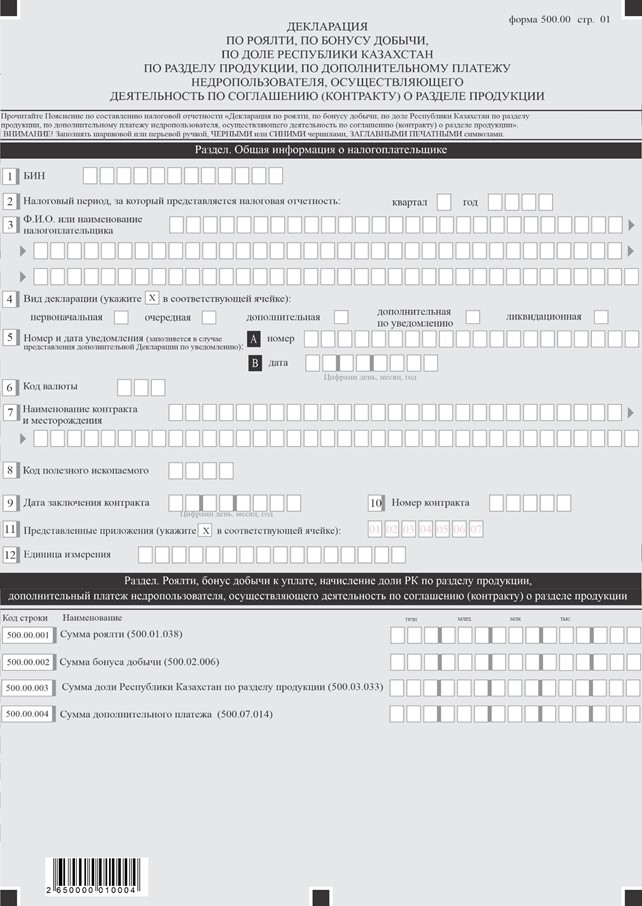 форма 500.00 стр. 01
ДЕКЛАРАЦИЯ
ПО РОЯЛТИ, ПО БОНУСУ ДОБЫЧИ,
ПО ДОЛЕ РЕСПУБЛИКИ КАЗАХСТАН
ПО РАЗДЕЛУ ПРОДУКЦИИ, ПО ДОПОЛНИТЕЛЬНОМУ ПЛАТЕЖУ
НЕДРОПОЛЬЗОВАТЕЛЯ, ОСУЩЕСТВЛЯЮЩЕГО
ДЕЯТЕЛЬНОСТЬ ПО СОГЛАШЕНИЮ (КОНТРАКТУ) О РАЗДЕЛЕ ПРОДУКЦИИ
Прочитайте Пояснение по составлению налоговой отчетности «Декларация по роялти, по бонусу добычи, по доле Республики Казахстан по разделу
продукции, по дополнительному платежу недропользователя, осуществляющего деятельность по соглашению (контракту) о разделе продукции».
ВНИМАНИЕ! Заполнять шариковой или перьевой ручкой, ЧЕРНЫМИ или СИНИМИ чернилами, ЗАГЛАВНЫМИ ПЕЧАТНЫМИ символами.
Раздел. Общая информация о налогоплательщике
1 БИН
2 Налоговый период, за который представляется налоговая отчетность: квартал год
3 Ф.И.О. или наименование
налогоплательщика
4 Вид декларации (укажите X в соответствующей ячейке):
первоначальная очередная дополнительная дополнительная
по уведомлению ликвидационная
5 Номер и дата уведомления (заполняется в случае
представления дополнительной Декларации по уведомлению): A номер
B дата
Цифрами день, месяц, год
6 Код валюты
7 Наименование контракта
и месторождения
8 Код полезного ископаемого
9 Дата заключения контракта 10 Номер контракта
Цифрами день, месяц, год
11 Представленные приложения (укажите X в соответствующей ячейке): 01 02 03 04 05 06 07
12 Единица измерения
Раздел. Роялти, бонус добычи к уплате, начисление доли РК по разделу продукции,
дополнительный платеж недропользователя, осуществляющего деятельность по соглашению (контракту) о разделе продукции
Код строки Наименование трлн млрд млн тыс
500.00.001 Сумма роялти (500.01.038)
500.00.002 Сумма бонуса добычи (500.02.006)
500.00.003 Сумма доли Республики Казахстан по разделу продукции (500.03.033)
500.00.004 Сумма дополнительного платежа (500.07.014)
2 650000 010004